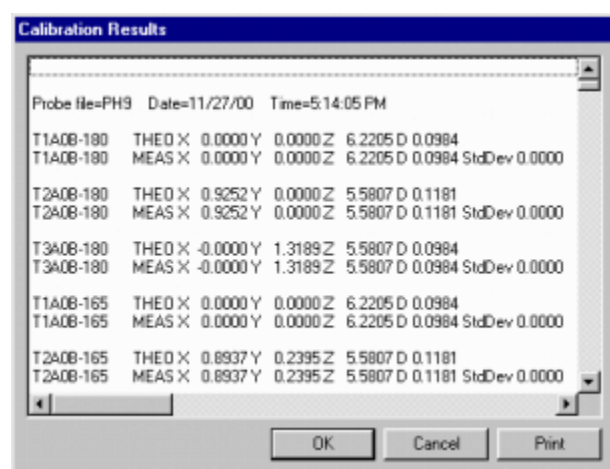 Calibration Results
Probe file=PH9 Date=11/27/00 Time=5:14:05 PM
T1A0B-180 THEO X 0.0000 Y 0.0000 Z 6.2205 D 0.0984
T1A0B-180 MEAS X 0.0000 Y 0.0000 Z 6.2205 D 0.0984 StdDev 0.0000
T2A0B-180 THEO X 0.9252 Y 0.0000 Z 5.5807 D 0.1181
T2A0B-180 MEAS X 0.9252 Y 0.0000 Z 5.5807 D 0.1181 StdDev 0.0000
T3A0B-180 THEO X -0.0000 Y 1.3189 Z 5.5807 D 0.0984
T3A0B-180 MEAS X -0.0000 Y 1.3189 Z 5.5807 D 0.0984 StdDev 0.0000
T1A0B-165 THEO X 0.0000 Y 0.0000 Z 6.2205 D 0.0984
T1A0B-165 MEAS X 0.0000 Y 0.0000 Z 6.2205 D 0.0984 StdDev 0.0000
T2A0B-165 THEO X 0.8937 Y 0.2395 Z 5.5807 D 0.1181
T2A0B-165 MEAS X 0.8937 Y 0.2395 Z 5.5807 D 0.1181 StdDev 0.0000
OK Cancel Print